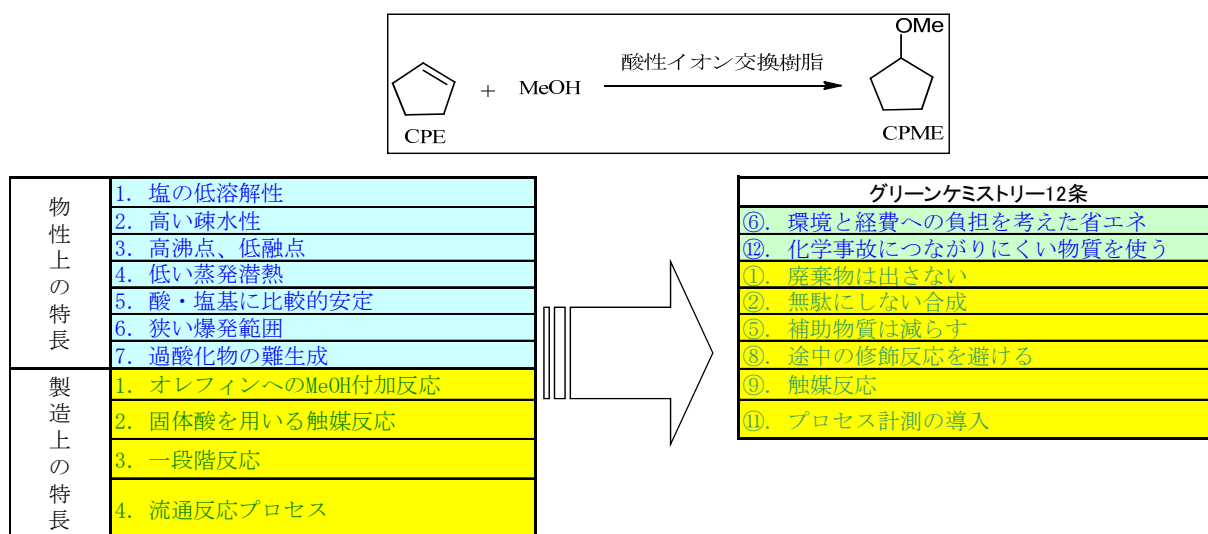 OMe
酸性イオン交換樹脂
+ MeOH
CPE
CPME
物性上の特長
1. 塩の低溶解性
2. 高い疎水性
3. 高沸点、低融点
4. 低い蒸発潜熱
5. 酸・塩基に比較的安定
6. 狭い爆発範囲
7. 過酸化物の難生成
製造上の特長
1. オレフィンへのMeOH付加反応
2. 固体酸を用いる触媒反応
3. 一段階反応
4. 流通反応プロセス
グリーンケミストリー12条
⑥. 環境と経費への負担を考えた省エネ
⑫. 化学事故につながりにくい物質を使う
①. 廃棄物は出さない
②. 無駄にしない合成
⑤. 補助物質は減らす
⑧. 途中の修飾反応を避ける
⑨. 触媒反応
⑪. プロセス計測の導入